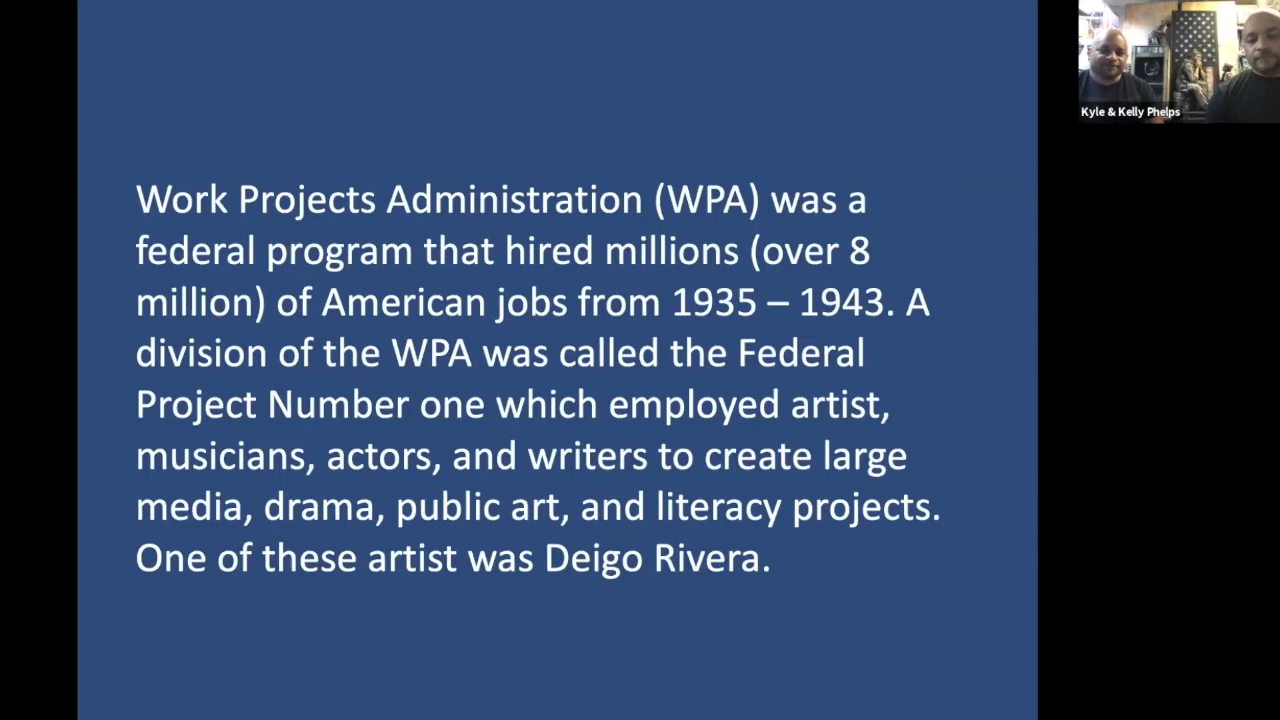 Work Projects Administration (WPA) was a
federal program that hired millions (over 8
million) of American jobs from 1935 – 1943. A
division of the WPA was called the Federal
Project Number one which employed artist,
musicians, actors, and writers to create large
media, drama, public art, and literacy projects.
One of these artist was Deigo Rivera.
Kyle & Kelly Phelps